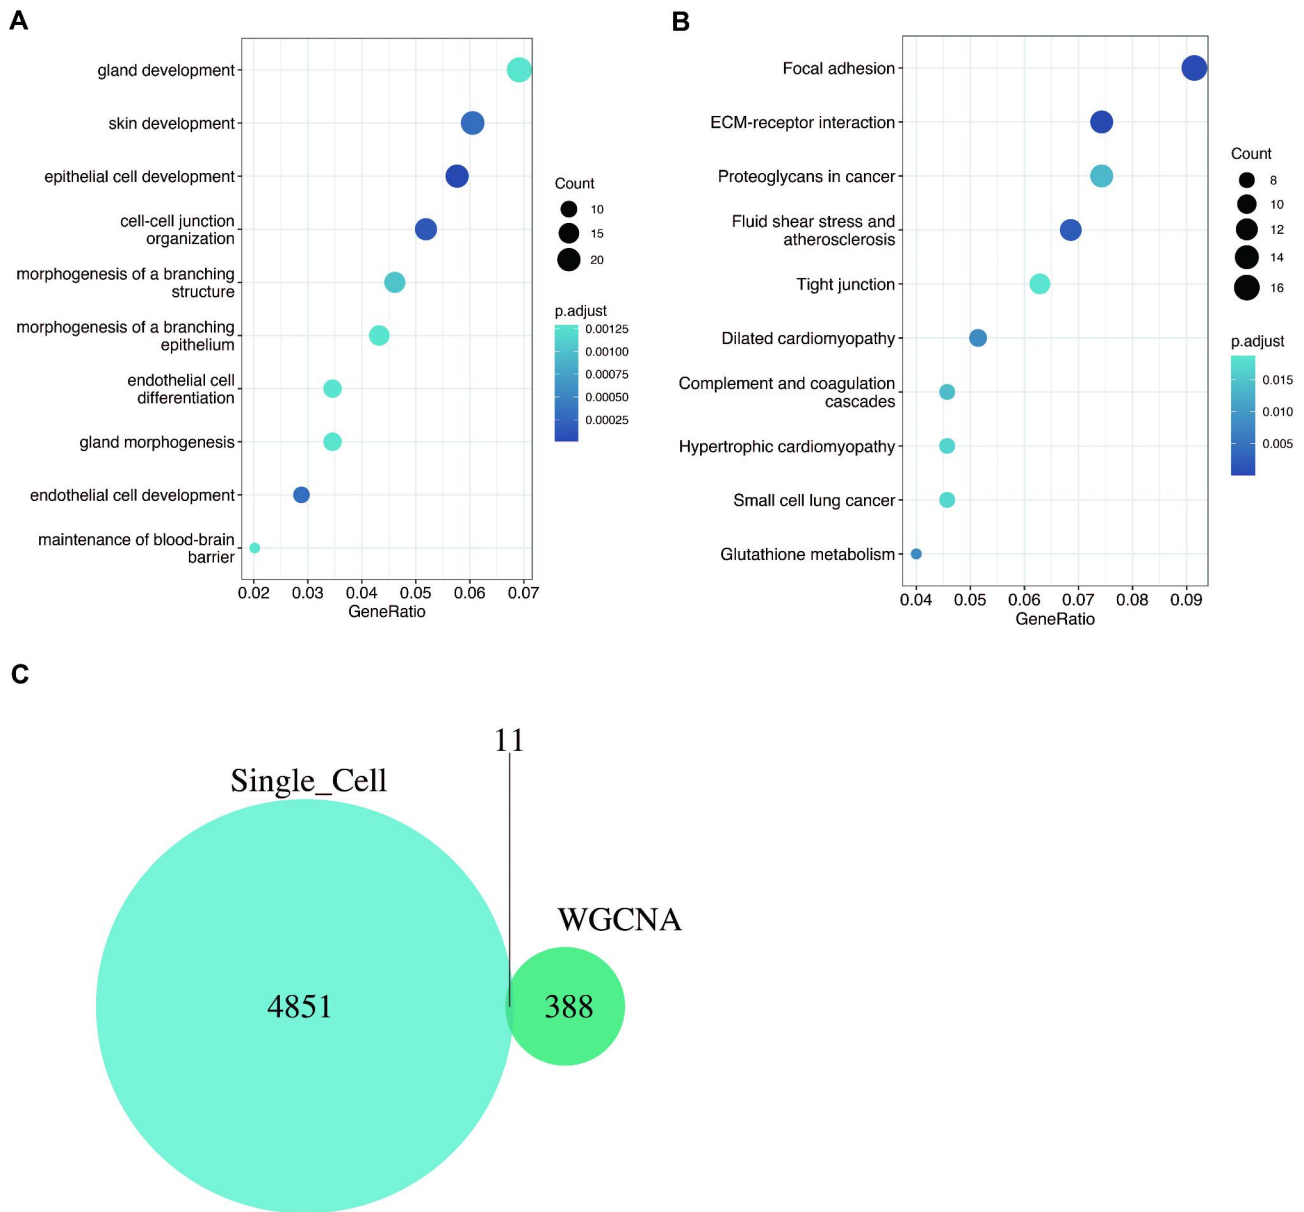 A
gland development
skin development
epithelial cell development
cell-cell junction
organization
morphogenesis of a branching
structure
morphogenesis of a branching
epithelium
endothelial cell
differentiation
gland morphogenesis
endothelial cell development
maintenance of blood-brain
barrier
0.02 0.03 0.04 0.05 0.06 0.07
GeneRatio
Count
10
15
20
p.adjust
0.00125
0.00100
0.00075
0.00050
0.00025
B
Focal adhesion
ECM-receptor interaction
Proteoglycans in cancer
Fluid shear stress and
atherosclerosis
Tight junction
Dilated cardiomyopathy
Complement and coagulation
cascades
Hypertrophic cardiomyopathy
Small cell lung cancer
Glutathione metabolism
0.04 0.05 0.06 0.07 0.08 0.09
GeneRatio
Count
8
10
12
14
16
p.adjust
0.015
0.010
0.005
C
11
Single_Cell
WGCNA
4851
388